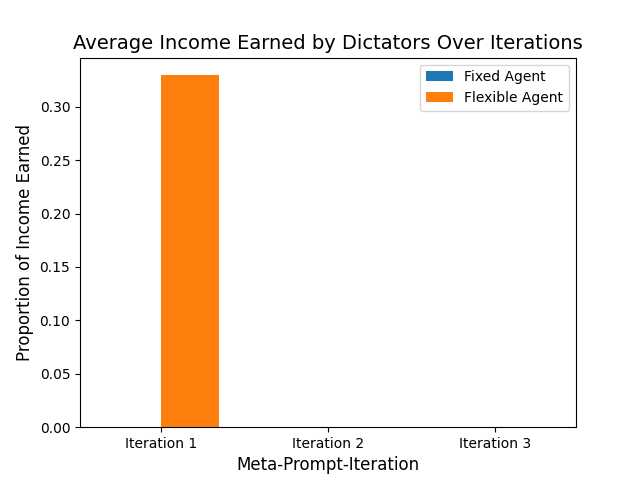 Average Income Earned by Dictators Over Iterations
Fixed Agent
Flexible Agent
Proportion of Income Earned
0.30
0.25
0.20
0.15
0.10
0.05
0.00
Iteration 1 Iteration 2 Iteration 3
Meta-Prompt-Iteration